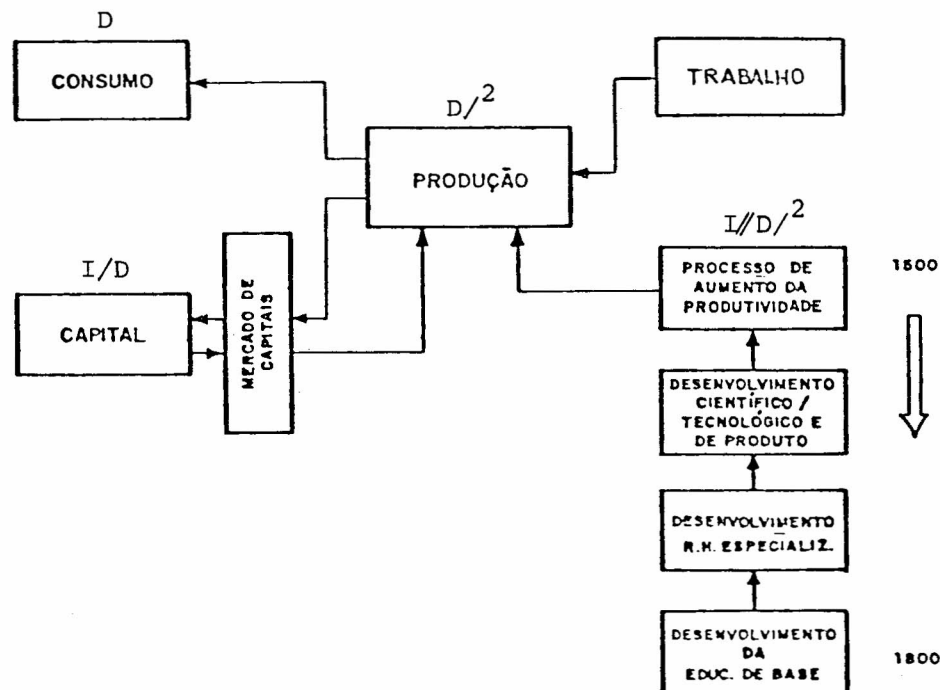 D
CONSUMO
TRABALHO
D/²
PRODUÇÃO
I/D
CAPITAL
MERCADO DE
CAPITAIS
I//D/²
PROCESSO DE
AUMENTO DA
PRODUTIVIDADE
1500
DESENVOLVIMENTO
CIENTÍFICO /
TECNOLÓGICO E
DE PRODUTO
DESENVOLVIMENTO
R.H. ESPECIALIZ.
DESENVOLVIMENTO
DA
EDUC. DE BASE
1800